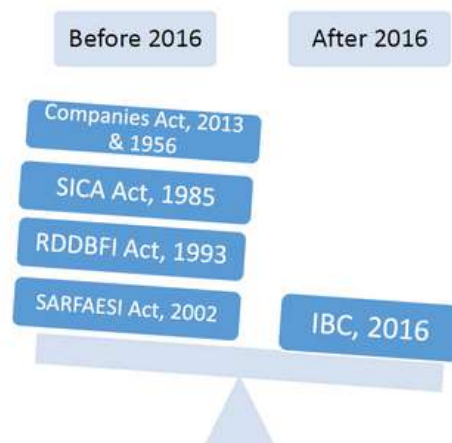 Before 2016
After 2016
Companies Act, 2013
& 1956
SICA Act, 1985
RDDBFI Act, 1993
SARFAESI Act, 2002
IBC, 2016